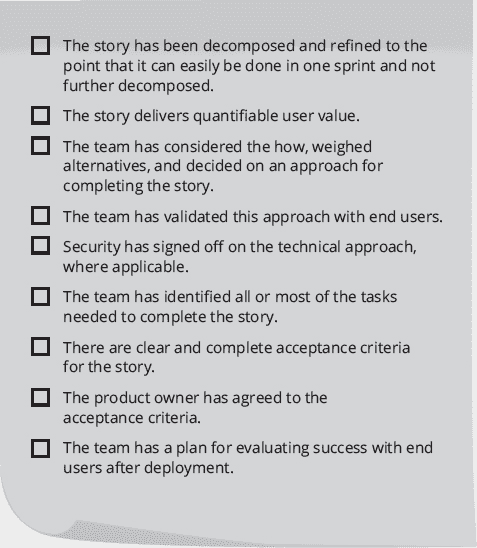 The story has been decomposed and refined to the
point that it can easily be done in one sprint and not
further decomposed.
The story delivers quantifiable user value.
The team has considered the how, weighed
alternatives, and decided on an approach for
completing the story.
The team has validated this approach with end users.
Security has signed off on the technical approach,
where applicable.
The team has identified all or most of the tasks
needed to complete the story.
There are clear and complete acceptance criteria
for the story.
The product owner has agreed to the
acceptance criteria.
The team has a plan for evaluating success with end
users after deployment.